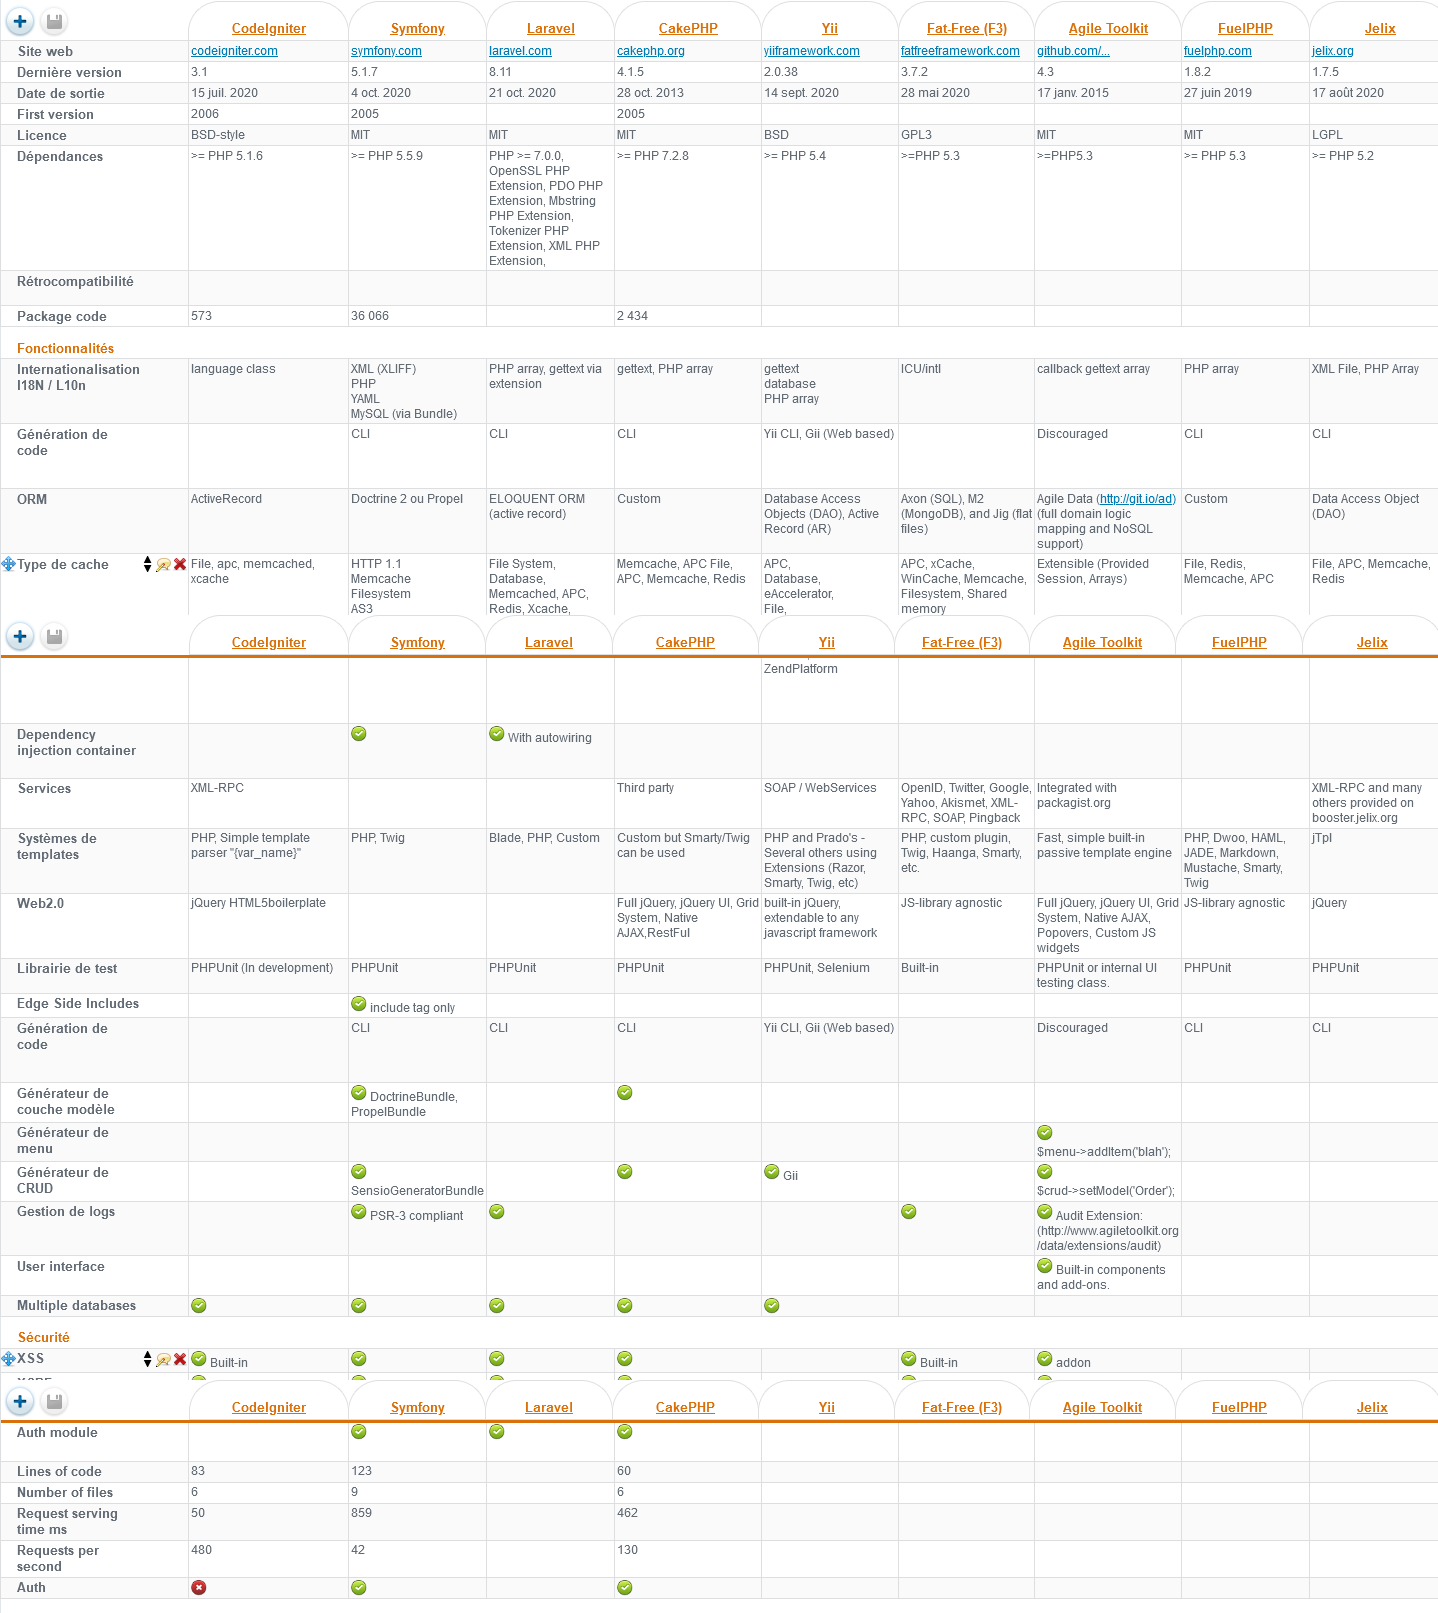 CodeIgniter Symfony Laravel CakePHP Yii Fat-Free (F3) Agile Toolkit FuelPHP Jelix
Site web codeigniter.com symfony.com laravel.com cakephp.org yiiframework.com fatfreeframework.com github.com/... fuelphp.com jelix.org
Dernière version 3.1 5.1.7 8.11 4.1.5 2.0.38 3.7.2 4.3 1.8.2 1.7.5
Date de sortie 15 juil. 2020 4 oct. 2020 21 oct. 2020 28 oct. 2013 14 sept. 2020 28 mai 2020 17 janv. 2015 27 juin 2019 17 août 2020
First version 2006 2005 2005
Licence BSD-style MIT MIT MIT BSD GPL3 MIT MIT LGPL
Dépendances >= PHP 5.1.6 >= PHP 5.5.9 PHP >= 7.0.0, >= PHP 7.2.8 >= PHP 5.4 >=PHP 5.3 >=PHP5.3 >= PHP 5.3 >= PHP 5.2
OpenSSL PHP
Extension, PDO PHP
Extension, Mbstring
PHP Extension,
Tokenizer PHP
Extension, XML PHP
Extension,
Rétrocompatibilité
Package code 573 36 066 2 434
Fonctionnalités
Internationalisation language class XML (XLIFF) PHP array, gettext via gettext, PHP array gettext ICU/intl callback gettext array PHP array XML File, PHP Array
I18N / L10n PHP extension database
YAML PHP array
MySQL (via Bundle)
Génération de CLI CLI CLI Yii CLI, Gii (Web based) Discouraged CLI CLI
code
ORM ActiveRecord Doctrine 2 ou Propel ELOQUENT ORM Custom Database Access Axon (SQL), M2 Agile Data (http://git.io/ad) Custom Data Access Object
(active record) Objects (DAO), Active (MongoDB), and Jig (flat (full domain logic (DAO)
Record (AR) files) mapping and NoSQL
support)
Type de cache File, apc, memcached, HTTP 1.1 File System, Memcache, APC File, APC, APC, xCache, Extensible (Provided File, Redis, File, APC, Memcache,
xcache Memcache Database, APC, Memcache, Redis Database, WinCache, Memcache, Session, Arrays) Memcache, APC Redis
Filesystem Memcached, APC, eAccelerator, Filesystem, Shared
AS3 Redis, Xcache, File, memory
CodeIgniter Symfony Laravel CakePHP Yii Fat-Free (F3) Agile Toolkit FuelPHP Jelix
ZendPlatform
Dependency With autowiring
injection container
Services XML-RPC Third party SOAP / WebServices OpenID, Twitter, Google, Integrated with XML-RPC and many
Yahoo, Akismet, XML- packagist.org others provided on
RPC, SOAP, Pingback booster.jelix.org
Systèmes de PHP, Simple template PHP, Twig Blade, PHP, Custom Custom but Smarty/Twig PHP and Prado's - PHP, custom plugin, Fast, simple built-in PHP, Dwoo, HAML, jTpl
templates parser "{var_name}" can be used Several others using Twig, Haanga, Smarty, passive template engine JADE, Markdown,
Extensions (Razor, etc. Mustache, Smarty,
Smarty, Twig, etc) Twig
Web2.0 jQuery HTML5boilerplate Full jQuery, jQuery UI, Grid built-in jQuery, JS-library agnostic Full jQuery, jQuery UI, Grid JS-library agnostic jQuery
System, Native extendable to any System, Native AJAX,
AJAX,RestFul javascript framework Popovers, Custom JS
widgets
Librairie de test PHPUnit (In development) PHPUnit PHPUnit PHPUnit PHPUnit, Selenium Built-in PHPUnit or internal UI PHPUnit PHPUnit
testing class.
Edge Side Includes include tag only
Génération de CLI CLI CLI Yii CLI, Gii (Web based) Discouraged CLI CLI
code
Générateur de DoctrineBundle,
couche modèle PropelBundle
Générateur de
menu $menu->addItem('blah');
Générateur de Gii
CRUD SensioGeneratorBundle $crud->setModel('Order');
Gestion de logs PSR-3 compliant Audit Extension:
(http://www.agiletoolkit.org
/data/extensions/audit)
User interface Built-in components
and add-ons.
Multiple databases
Sécurité
XSS Built-in Built-in addon
CodeIgniter Symfony Laravel CakePHP Yii Fat-Free (F3) Agile Toolkit FuelPHP Jelix
Auth module
Lines of code 83 123 60
Number of files 6 9 6
Request serving 50 859 462
time ms
Requests per 480 42 130
second
Auth